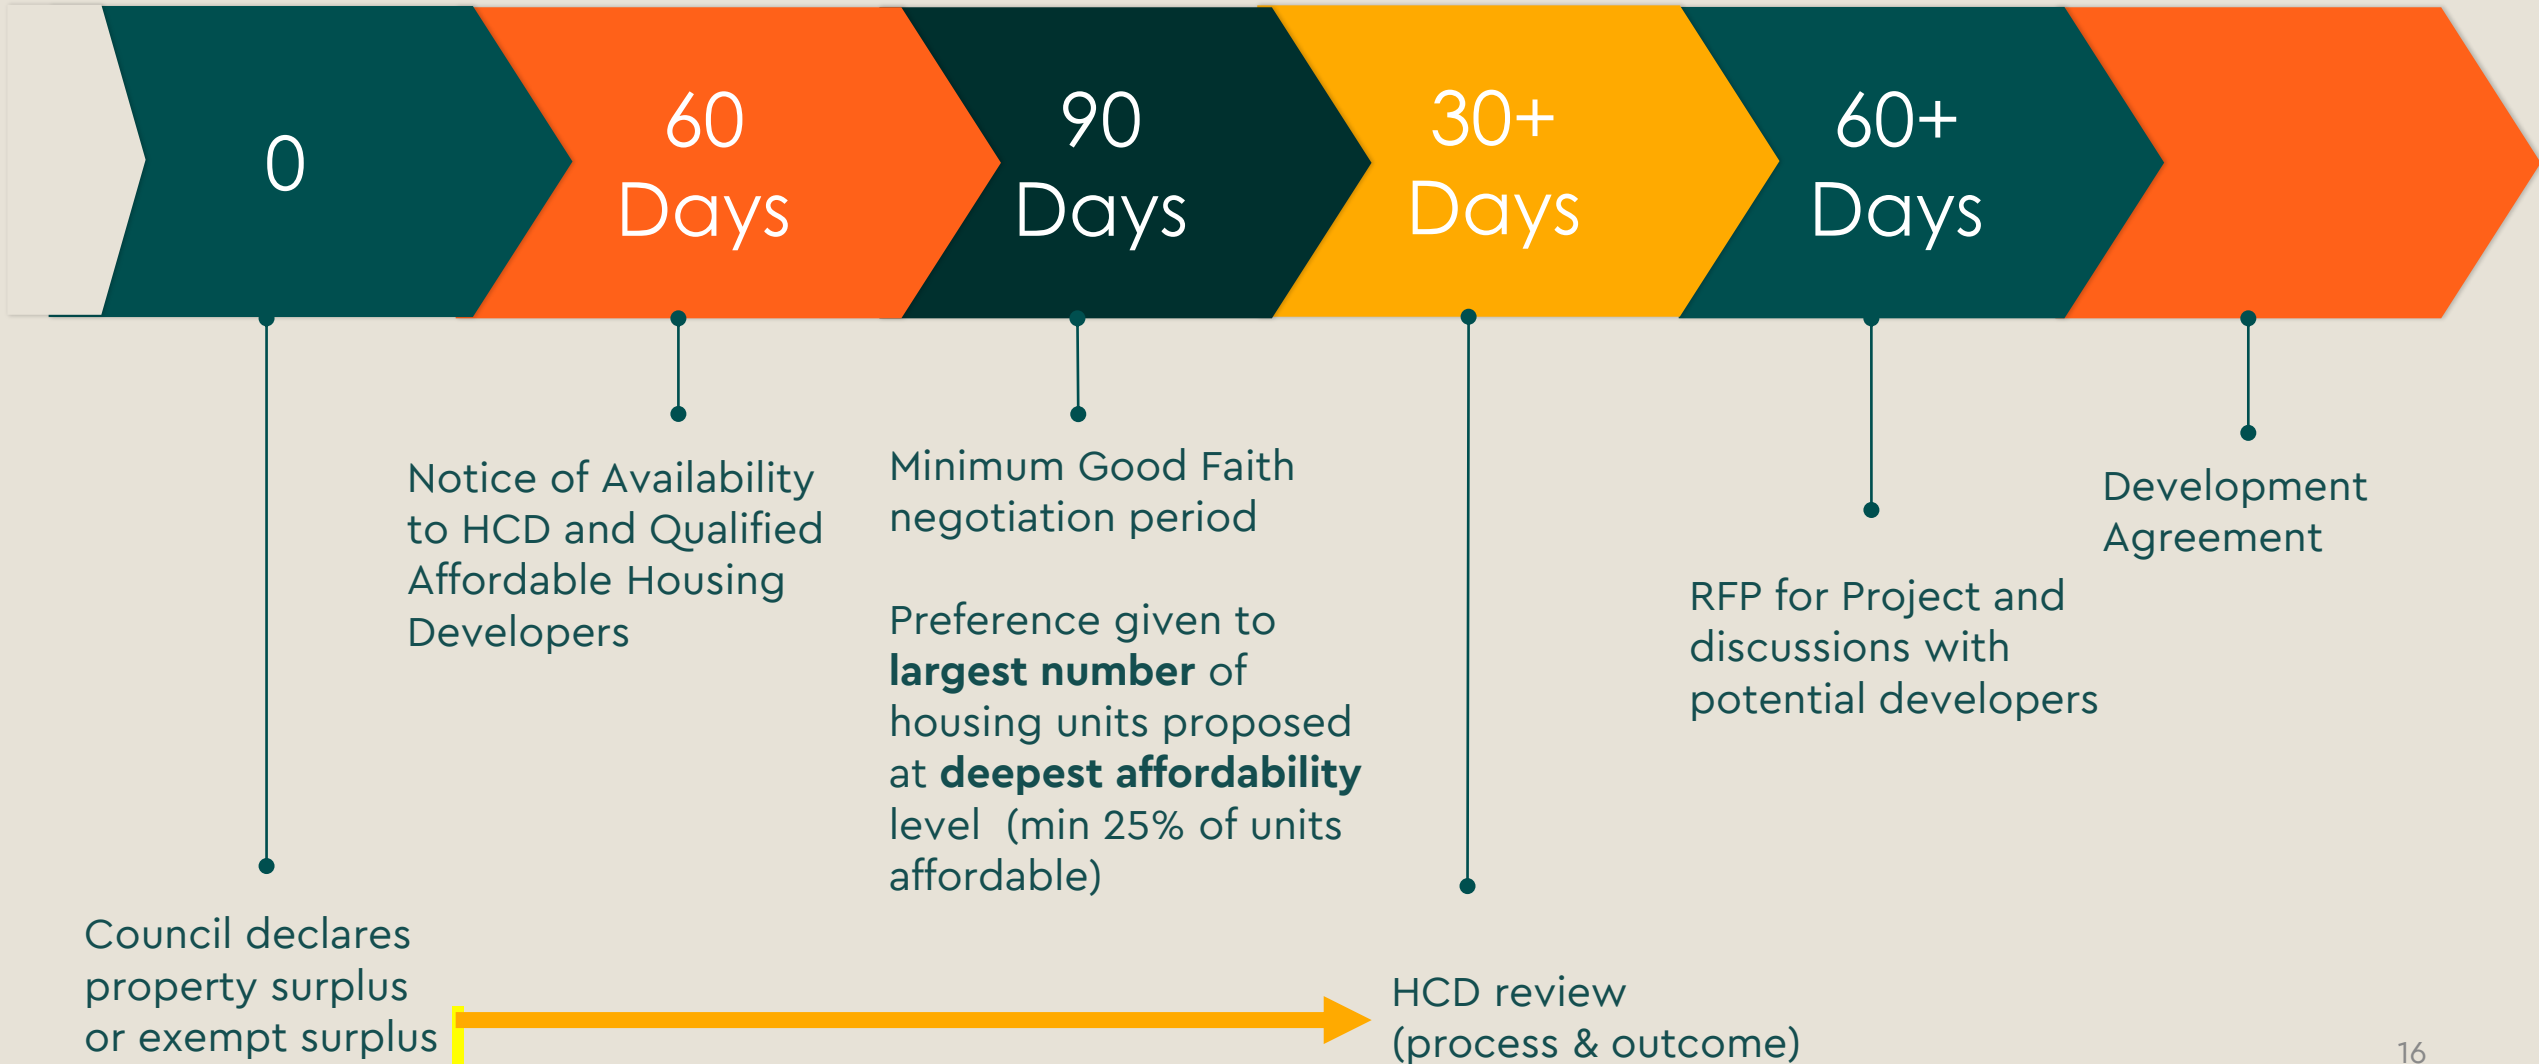 0
60
Days
90
Days
30+
Days
60+
Days
Notice of Availability
to HCD and Qualified
Affordable Housing
Developers
Minimum Good Faith
negotiation period
Preference given to
largest number of
housing units proposed
at deepest affordability
level (min 25% of units
affordable)
RFP for Project and
discussions with
potential developers
Development
Agreement
Council declares
property surplus
or exempt surplus
HCD review
(process & outcome)
16